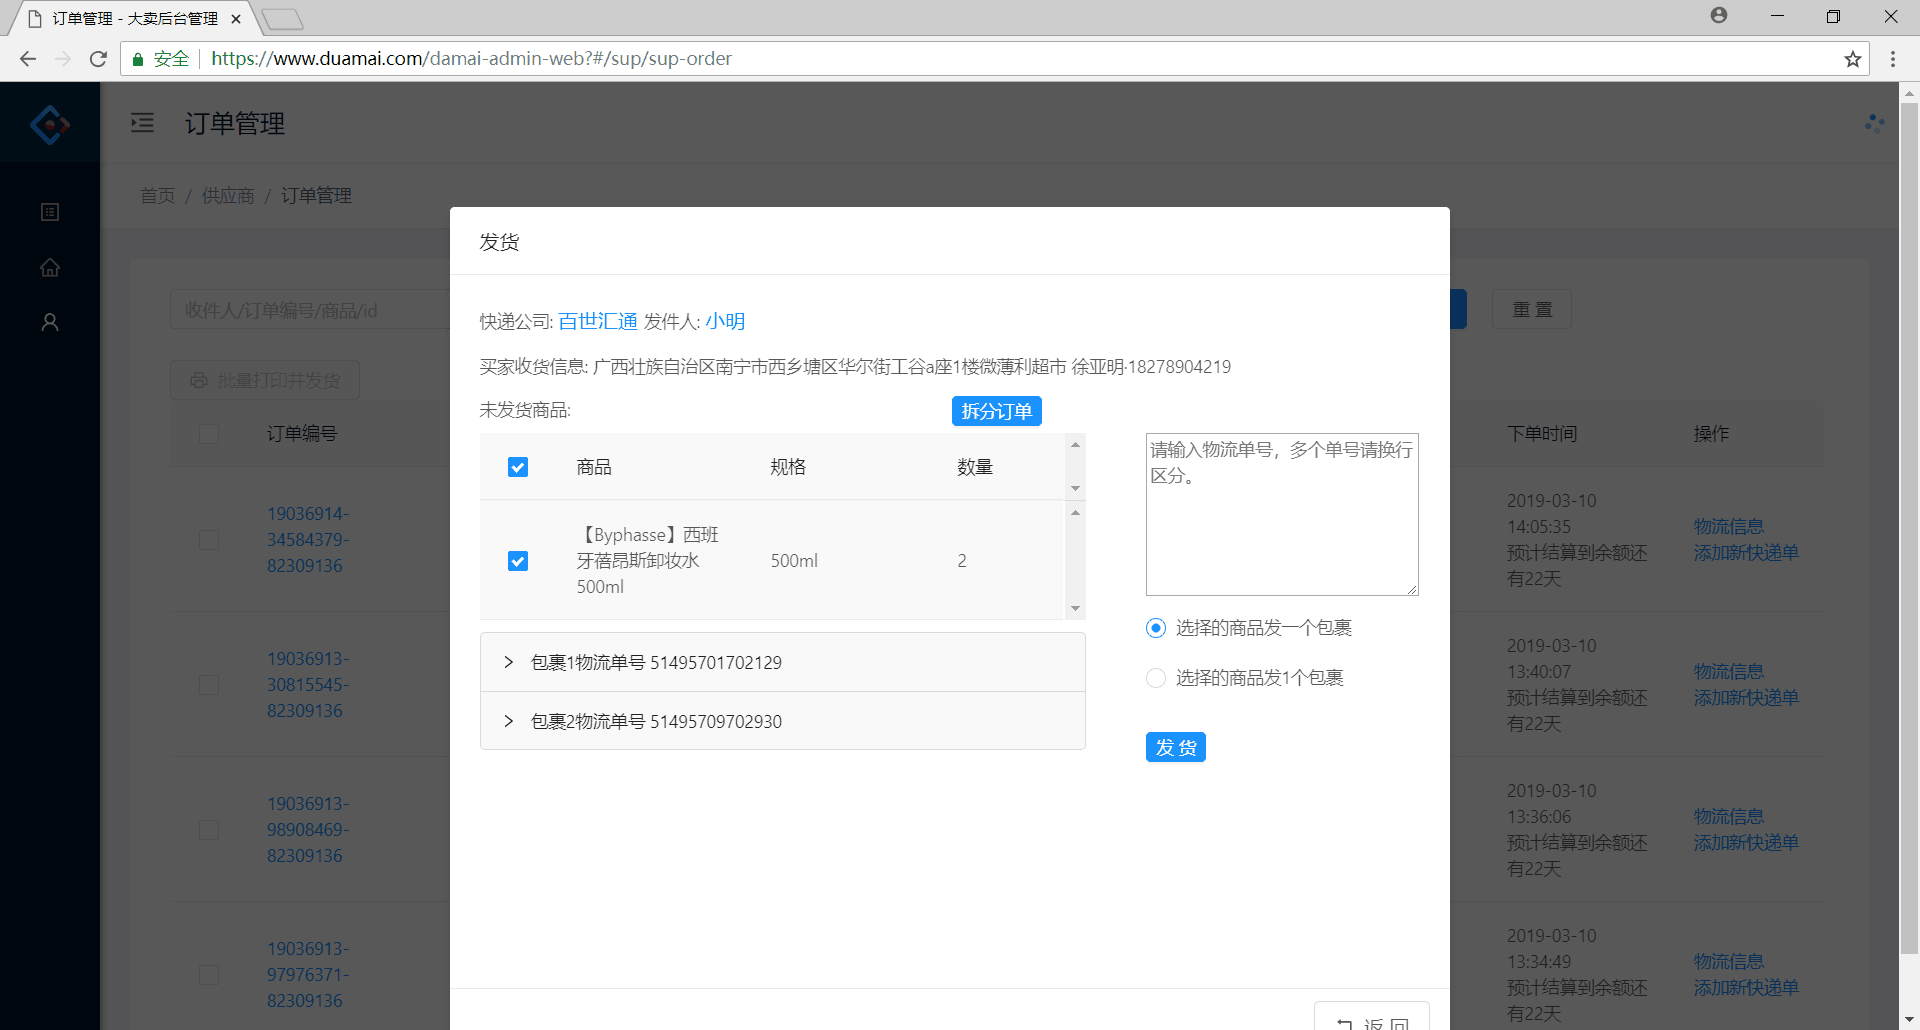 订单管理 - 大卖后台管理
安全 https://www.duamai.com/damai-admin-web?#/sup/sup-order
订单管理
首页 / 供应商 / 订单管理
收件人/订单编号/商品/id
重 置
批量打印并发货
订单编号
下单时间
操作
19036914-
34584379-
82309136
2019-03-10
14:05:35
预计结算到余额还
有22天
物流信息
添加新快递单
19036913-
30815545-
82309136
2019-03-10
13:40:07
预计结算到余额还
有22天
物流信息
添加新快递单
19036913-
98908469-
82309136
2019-03-10
13:36:06
预计结算到余额还
有22天
物流信息
添加新快递单
19036913-
97976371-
82309136
2019-03-10
13:34:49
预计结算到余额还
有22天
物流信息
添加新快递单
发货
快递公司: 百世汇通 发件人: 小明
买家收货信息: 广西壮族自治区南宁市西乡塘区华尔街工谷a座1楼微薄利超市 徐亚明·18278904219
未发货商品:
拆分订单
商品
规格
数量
【Byphasse】西班
牙蓓昂斯卸妆水
500ml
500ml
2
包裹1物流单号 51495701702129
包裹2物流单号 51495709702930
请输入物流单号，多个单号请换行
区分。
选择的商品发一个包裹
选择的商品发1个包裹
发 货
返 回